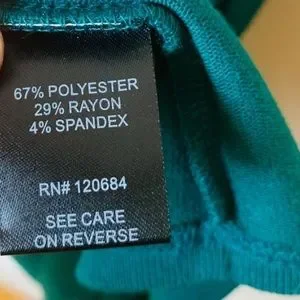 67% POLYESTER
29% RAYON
4% SPANDEX
RN# 120684
SEE CARE
ON REVERSE